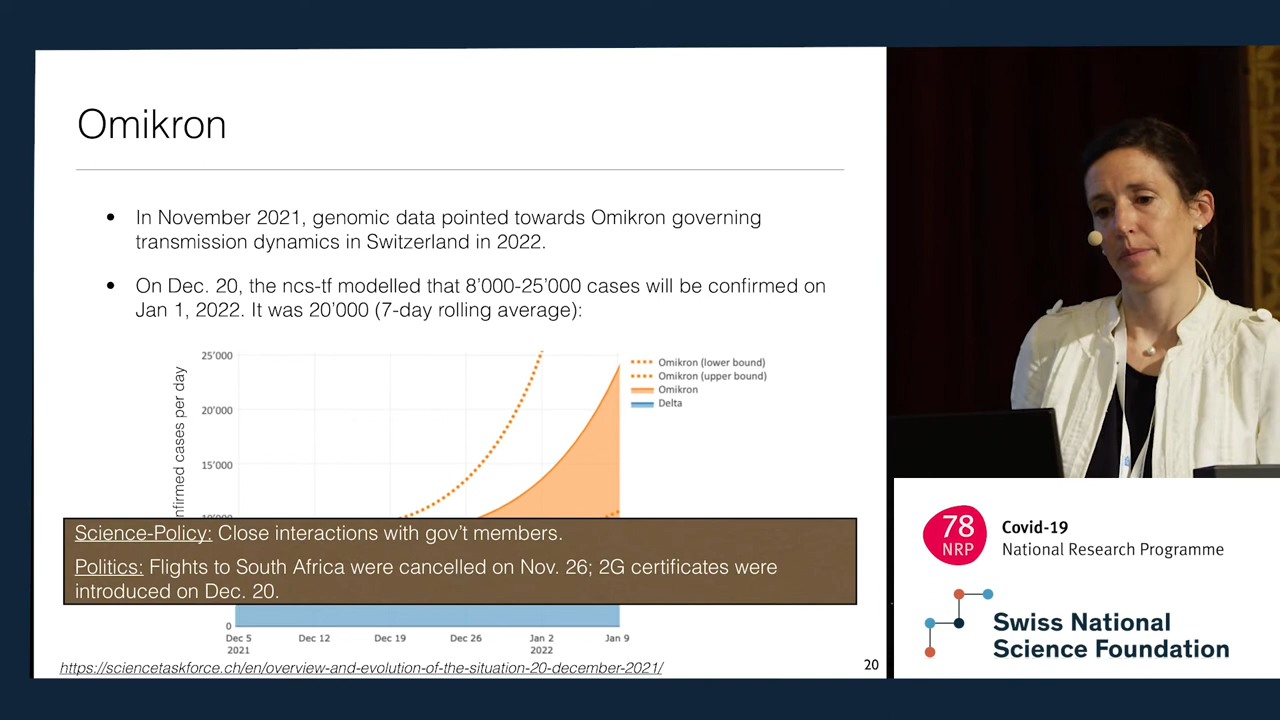 Omikron
In November 2021, genomic data pointed towards Omikron governing
transmission dynamics in Switzerland in 2022.
On Dec. 20, the ncs-tf modelled that 8’000-25’000 cases will be confirmed on
Jan 1, 2022. It was 20’000 (7-day rolling average):
25’000
20’000
15’000
Omikron (lower bound)
Omikron (upper bound)
Omikron
Delta
Science-Policy: Close interactions with gov’t members.
Politics: Flights to South Africa were cancelled on Nov. 26; 2G certificates were
introduced on Dec. 20.
0
Dec 5 Dec 12 Dec 19 Dec 26 Jan 2 Jan 9
2021 2022
https://sciencetaskforce.ch/en/overview-and-evolution-of-the-situation-20-december-2021/
20
78
NRP
Covid-19
National Research Programme
Swiss National
Science Foundation
cases per day